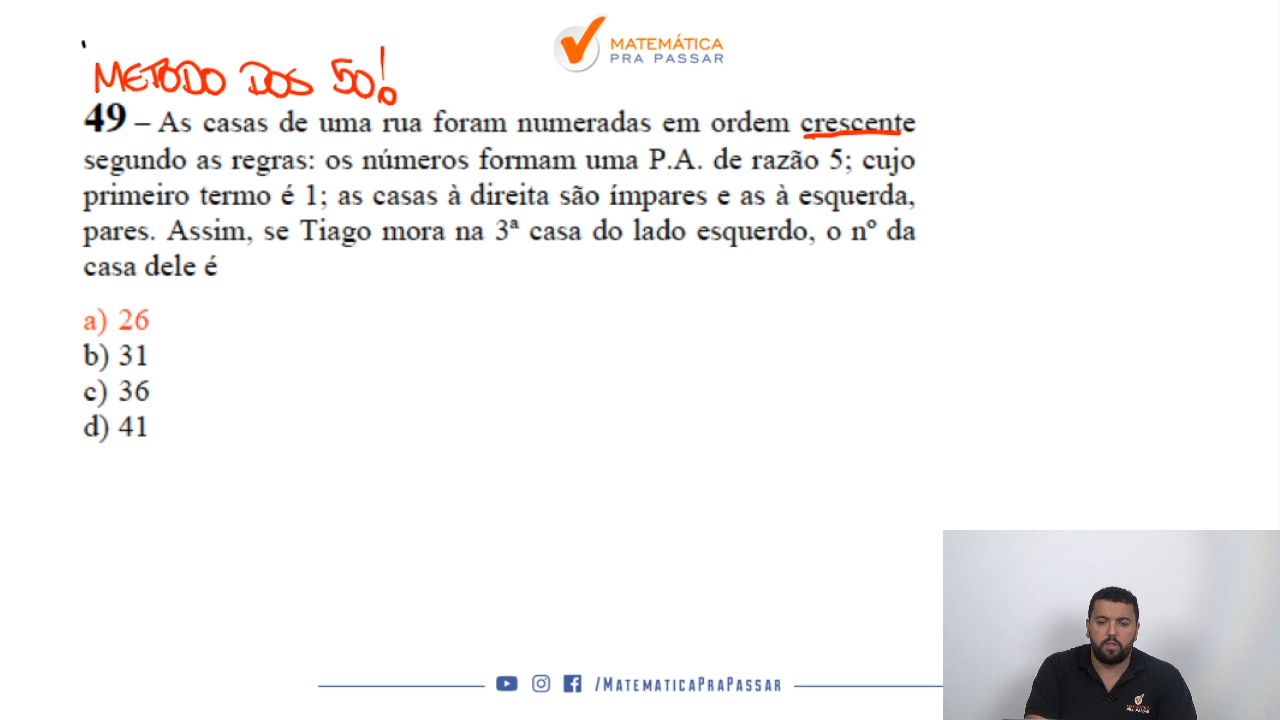 MATEMÁTICA
PRA PASSAR
METODO DOS 50!
49 – As casas de uma rua foram numeradas em ordem crescente
segundo as regras: os números formam uma P.A. de razão 5; cujo
primeiro termo é 1; as casas à direita são ímpares e as à esquerda,
pares. Assim, se Tiago mora na 3ª casa do lado esquerdo, o nº da
casa dele é
a) 26
b) 31
c) 36
d) 41
/MATEMATICAPRAPASSAR